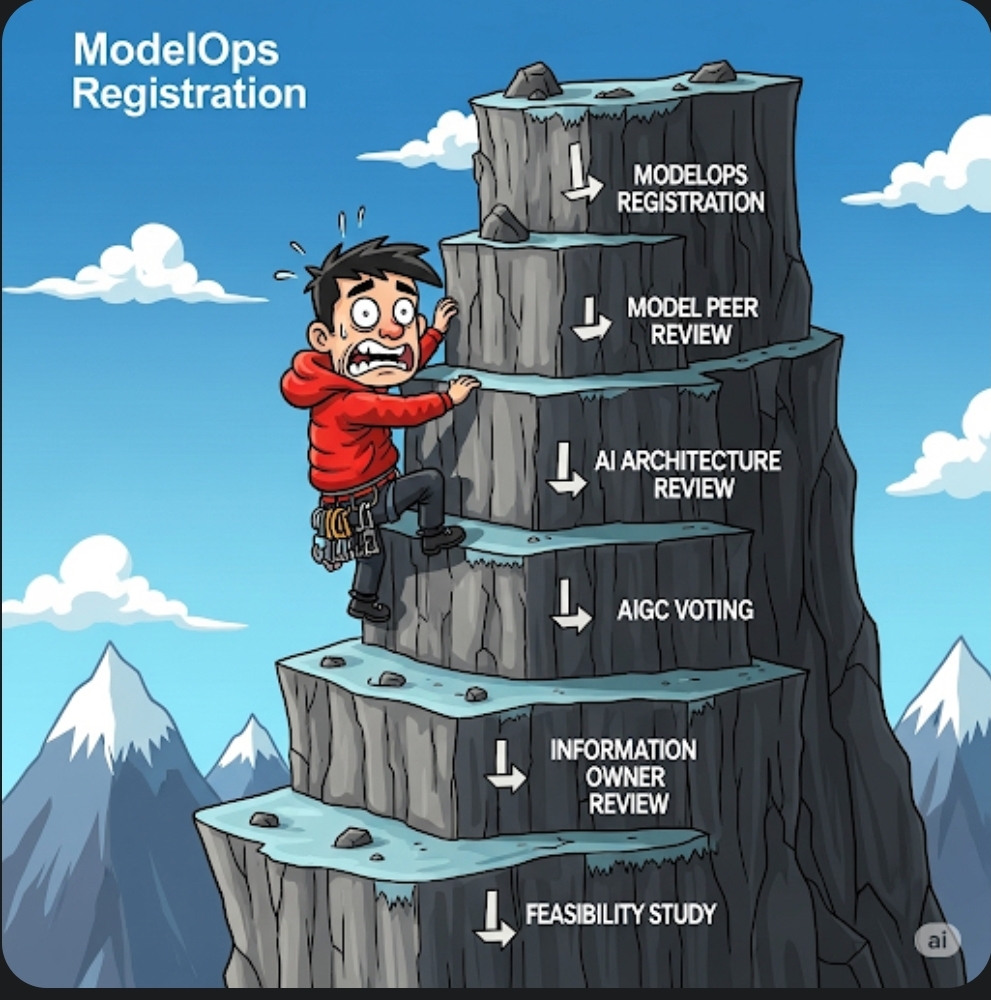 ModelOps
Registration
MODELOPS
REGISTRATION
MODEL PEER
REVIEW
AI ARCHITECTURE
REVIEW
AIGC VOTING
INFORMATION
OWNER
REVIEW
FEASIBILITY STUDY
ai